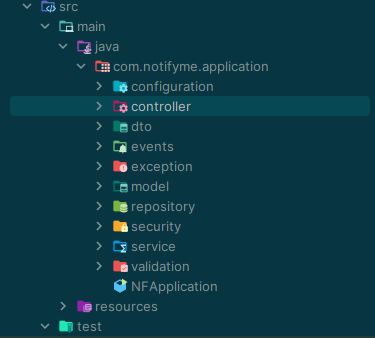 src
main
java
com.notifyme.application
configuration
controller
dto
events
exception
model
repository
security
service
validation
NFApplication
resources
test